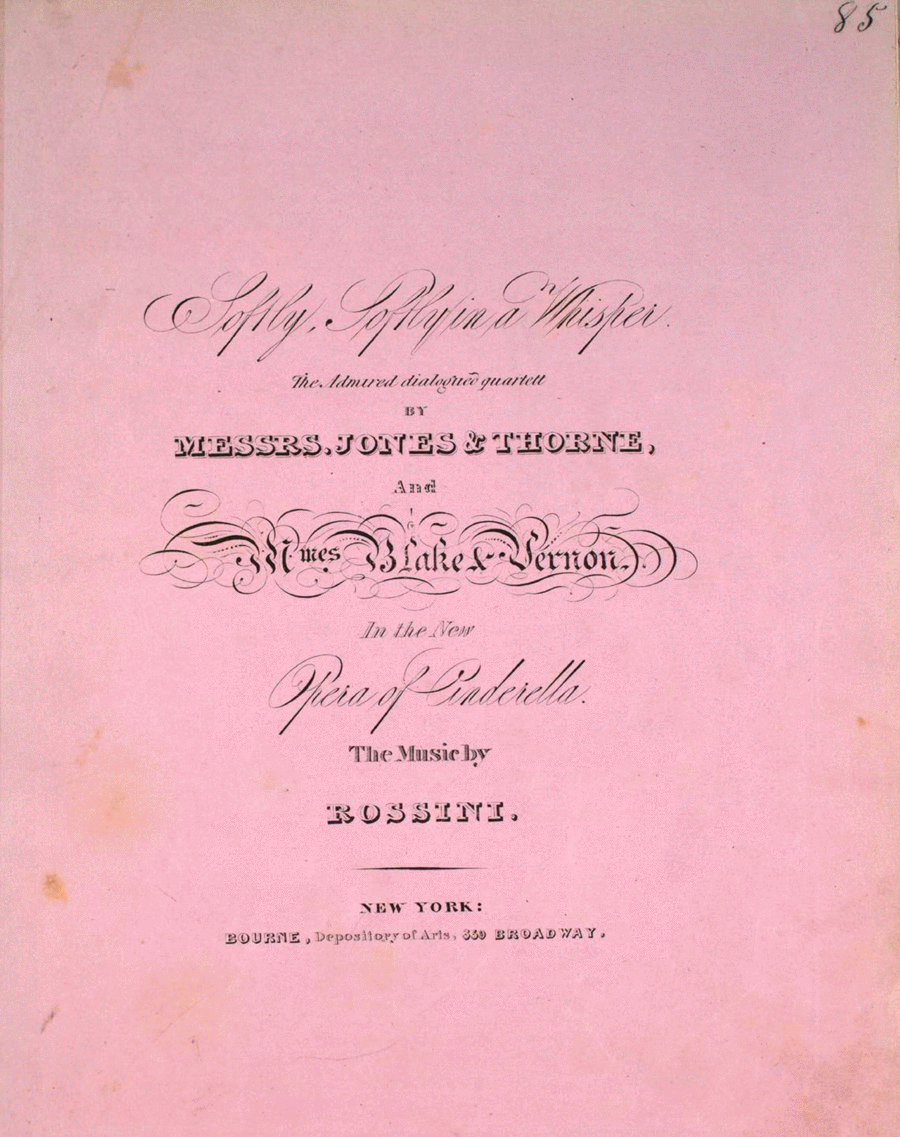 85
Softly, Softly in a Whisper.
The Admired dialogued quartett
BY
MESSRS. JONES & THORNE,
And
Mmes Blake & Vernon.
In the New
Opera of Cinderella.
The Music by
ROSSINI.
NEW YORK:
BOURNE, Depository of Arts, 359 BROADWAY.